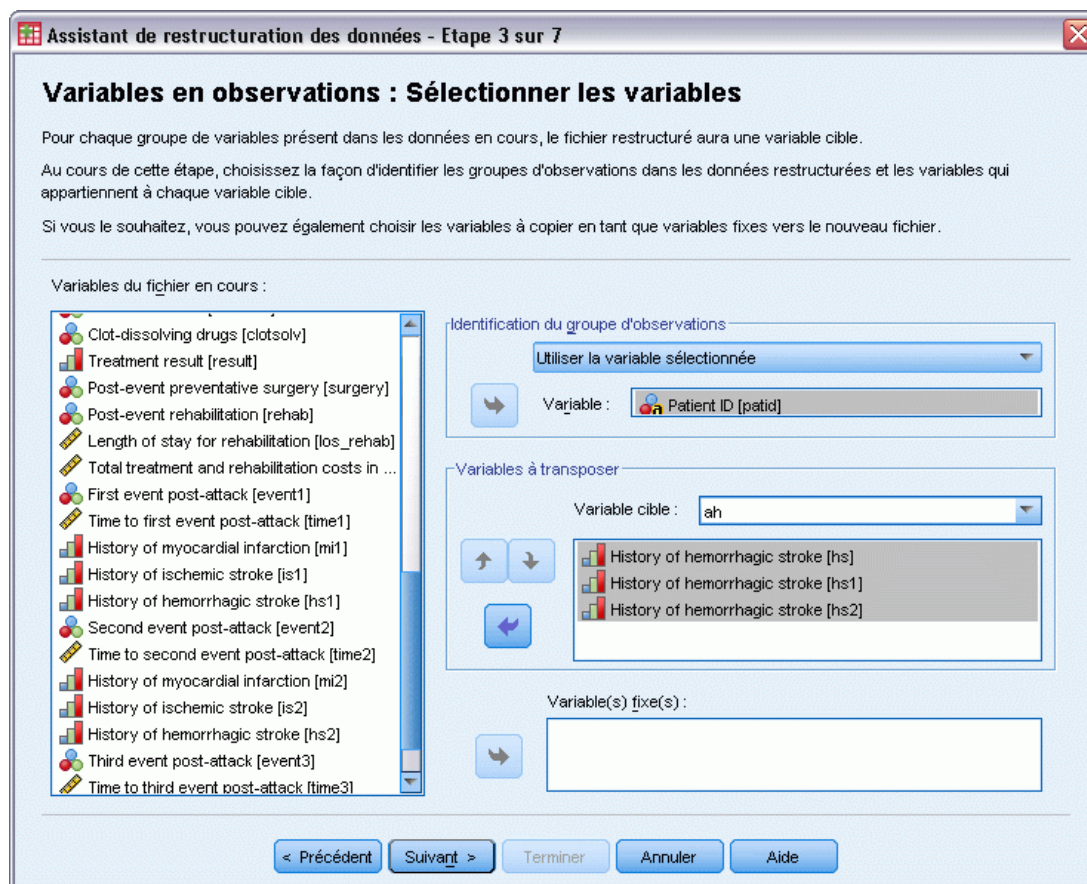 Assistant de restructuration des données - Etape 3 sur 7
Variables en observations : Sélectionner les variables
Pour chaque groupe de variables présent dans les données en cours, le fichier restructuré aura une variable cible.
Au cours de cette étape, choisissez la façon d'identifier les groupes d'observations dans les données restructurées et les variables qui
appartiennent à chaque variable cible.
Si vous le souhaitez, vous pouvez également choisir les variables à copier en tant que variables fixes vers le nouveau fichier.
Variables du fichier en cours :
Clot-dissolving drugs [clotsolv]
Treatment result [result]
Post-event preventative surgery [surgery]
Post-event rehabilitation [rehab]
Length of stay for rehabilitation [los_rehab]
Total treatment and rehabilitation costs in ...
First event post-attack [event1]
Time to first event post-attack [time1]
History of myocardial infarction [mi1]
History of ischemic stroke [is1]
History of hemorrhagic stroke [hs1]
Second event post-attack [event2]
Time to second event post-attack [time2]
History of myocardial infarction [mi2]
History of ischemic stroke [is2]
History of hemorrhagic stroke [hs2]
Third event post-attack [event3]
Time to third event post-attack [time3]
Identification du groupe d'observations
Utiliser la variable sélectionnée
Variable : Patient ID [patid]
Variables à transposer
Variable cible : ah
History of hemorrhagic stroke [hs]
History of hemorrhagic stroke [hs1]
History of hemorrhagic stroke [hs2]
Variable(s) fixe(s) :
< Précédent Suivant > Terminer Annuler Aide